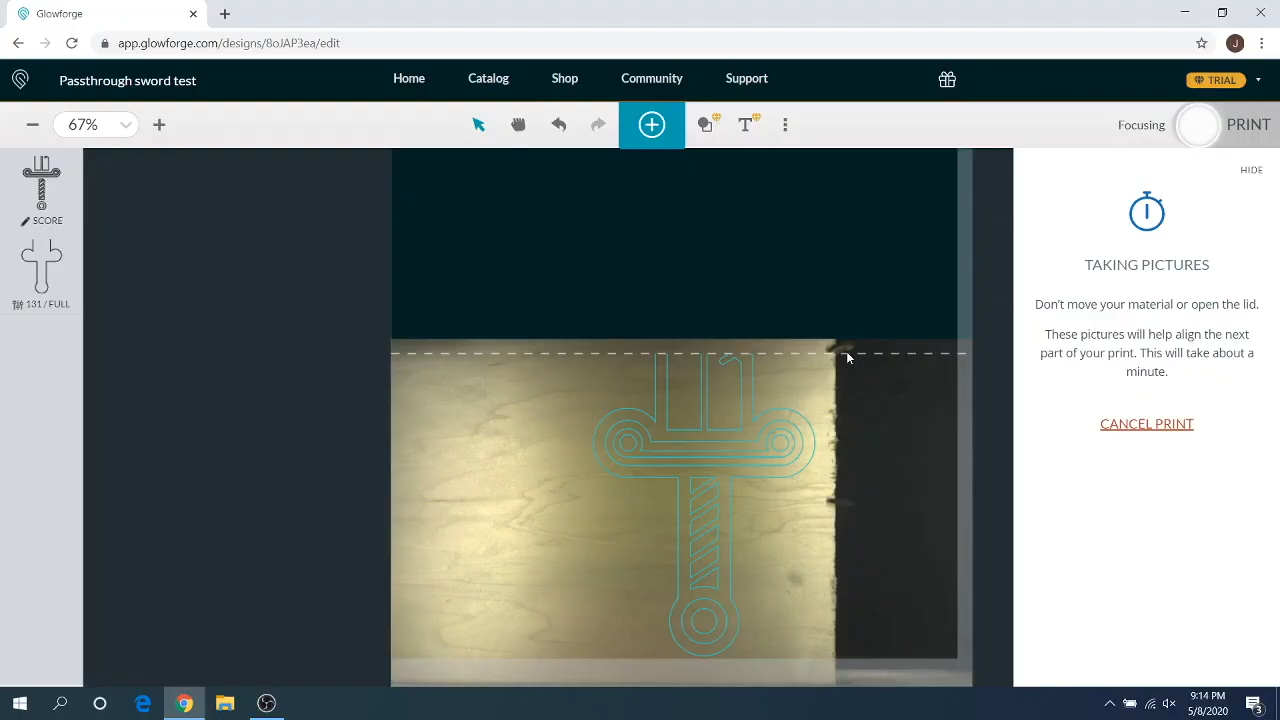 Glowforge
app.glowforge.com/designs/8oJAP3ea/edit
J
Passthrough sword test
Home
Catalog
Shop
Community
Support
TRIAL
67%
T
Focusing
PRINT
SCORE
131/FULL
HIDE
TAKING PICTURES
Don't move your material or open the lid.
These pictures will help align the next
part of your print. This will take about a
minute.
CANCEL PRINT
9:14 PM
5/8/2020
3